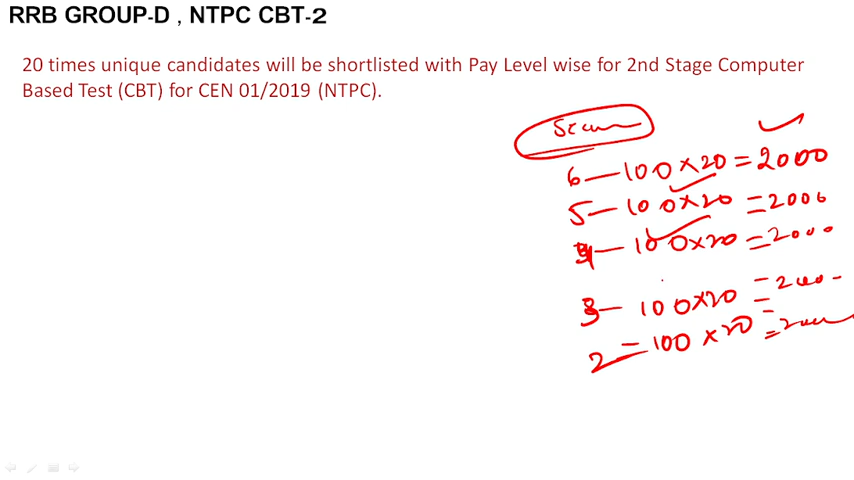 RRB GROUP-D , NTPC CBT-2
20 times unique candidates will be shortlisted with Pay Level wise for 2nd Stage Computer
Based Test (CBT) for CEN 01/2019 (NTPC).
6—100×20=2000
5—100×20=2000
4—100×20=2000
3—100×20=2000
2=100×20=2000